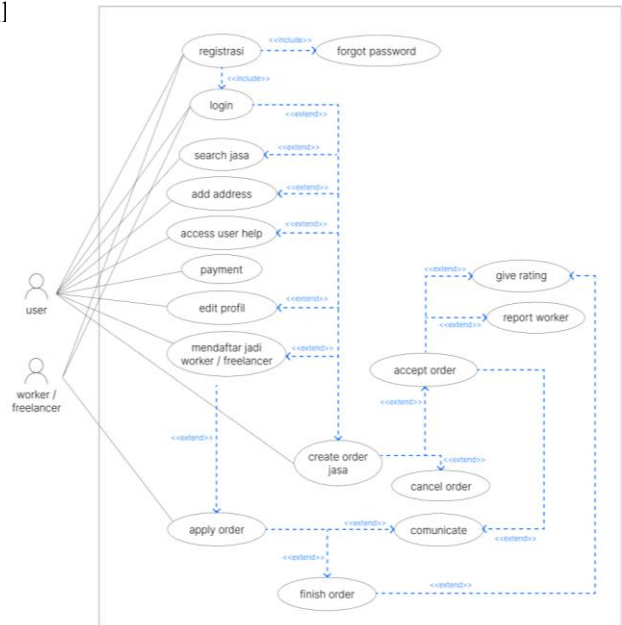 ]
registrasi
<<include>>
forgot password
<<include>>
login
<<extend>>
search jasa
<<extend>>
add address
<<extend>>
access user help
<<extend>>
payment
edit profil
<<extend>>
mendaftar jadi
worker / freelancer
<<extend>>
user
worker /
freelancer
<<extend>>
give rating
<<extend>>
report worker
accept order
<<extend>>
create order
jasa
<<extend>>
cancel order
<<extend>>
apply order
<<extend>>
comunicate
<<extend>>
<<extend>>
finish order
<<extend>>